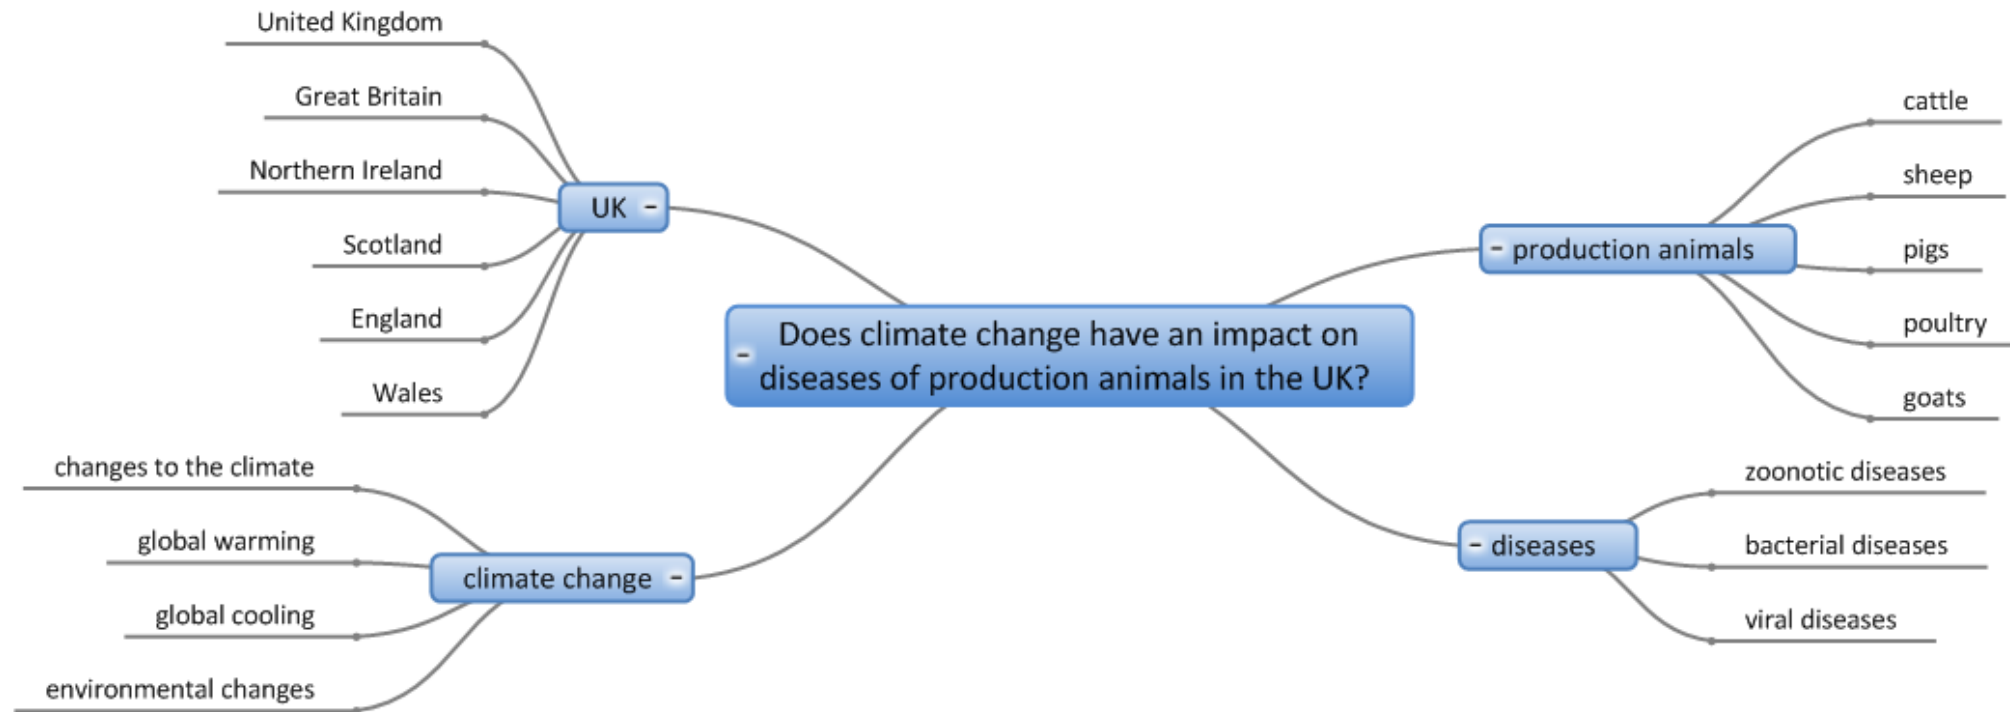 United Kingdom
Great Britain
Northern Ireland
Scotland
England
Wales
UK
changes to the climate
global warming
global cooling
environmental changes
climate change
Does climate change have an impact on
diseases of production animals in the UK?
production animals
cattle
sheep
pigs
poultry
goats
diseases
zoonotic diseases
bacterial diseases
viral diseases